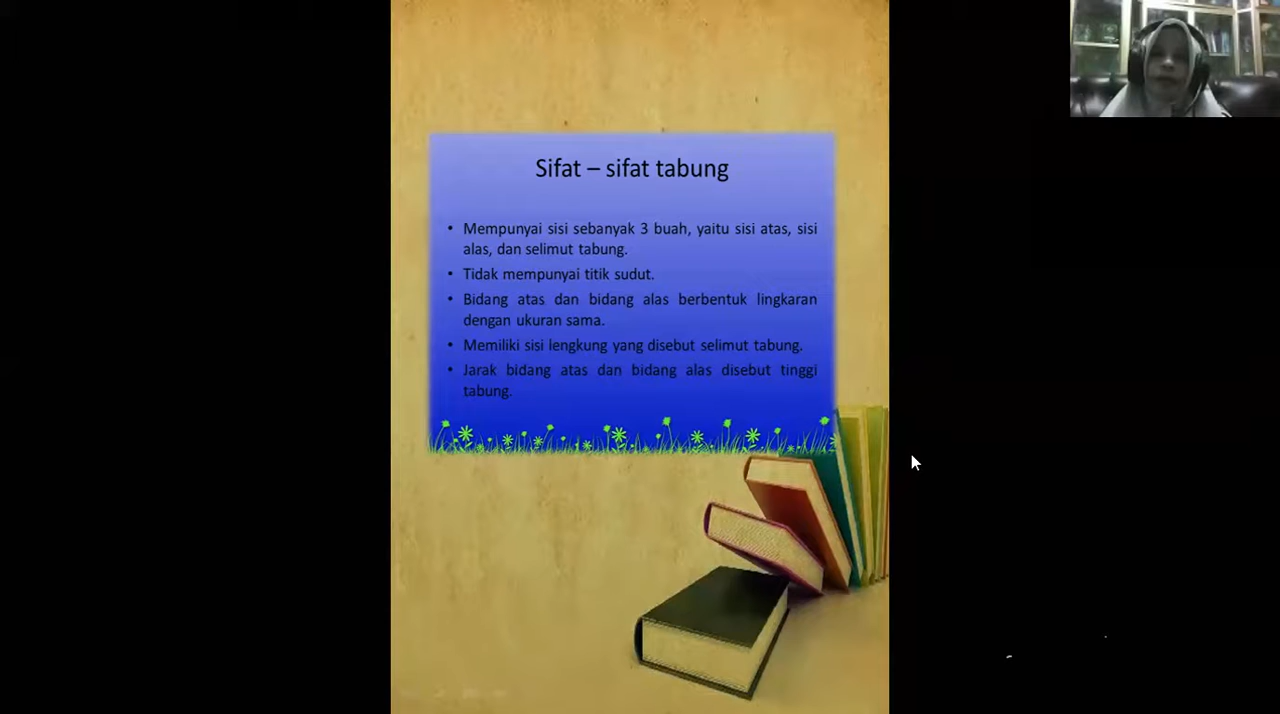 Sifat – sifat tabung
• Mempunyai sisi sebanyak 3 buah, yaitu sisi atas, sisi
alas, dan selimut tabung.
• Tidak mempunyai titik sudut.
• Bidang atas dan bidang alas berbentuk lingkaran
dengan ukuran sama.
• Memiliki sisi lengkung yang disebut selimut tabung.
• Jarak bidang atas dan bidang alas disebut tinggi
tabung.